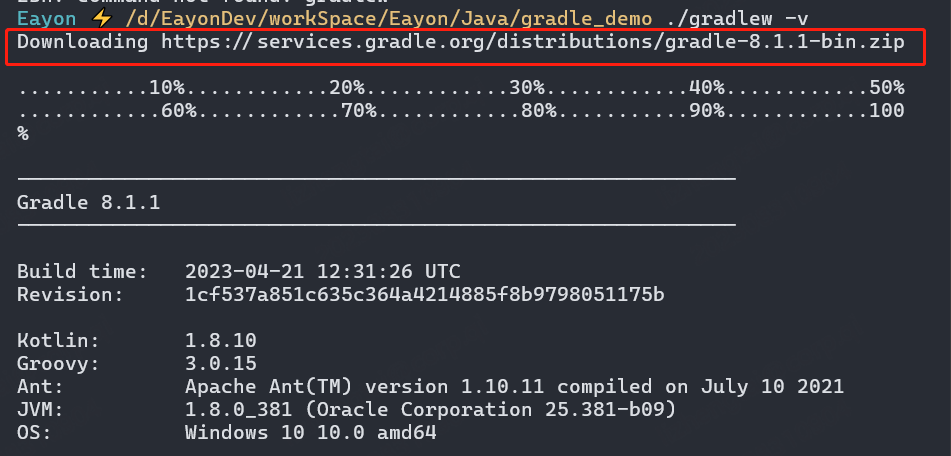 Eayon ⚡ /d/EayonDev/workSpace/Eayon/Java/gradle_demo ./gradlew -v
Downloading https://services.gradle.org/distributions/gradle-8.1.1-bin.zip
...........10%............20%............30%............40%............50%
............60%............70%............80%...........90%............100
%
------------------------------------------------------------
Gradle 8.1.1
------------------------------------------------------------
Build time:   2023-04-21 12:31:26 UTC
Revision:     1cf537a851c635c364a4214885f8b9798051175b
Kotlin:       1.8.10
Groovy:       3.0.15
Ant:          Apache Ant(TM) version 1.10.11 compiled on July 10 2021
JVM:          1.8.0_381 (Oracle Corporation 25.381-b09)
OS:           Windows 10 10.0 amd64